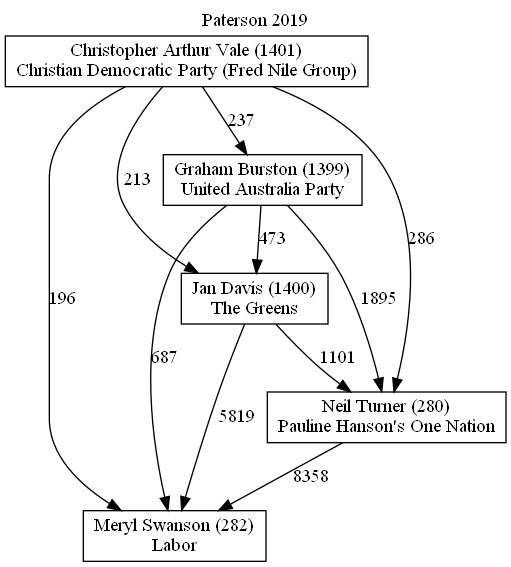 Paterson 2019
Christopher Arthur Vale (1401)
Christian Democratic Party (Fred Nile Group)
237
Graham Burston (1399)
United Australia Party
213
473
286
Jan Davis (1400)
The Greens
196
687
1895
1101
Neil Turner (280)
Pauline Hanson's One Nation
5819
8358
Meryl Swanson (282)
Labor